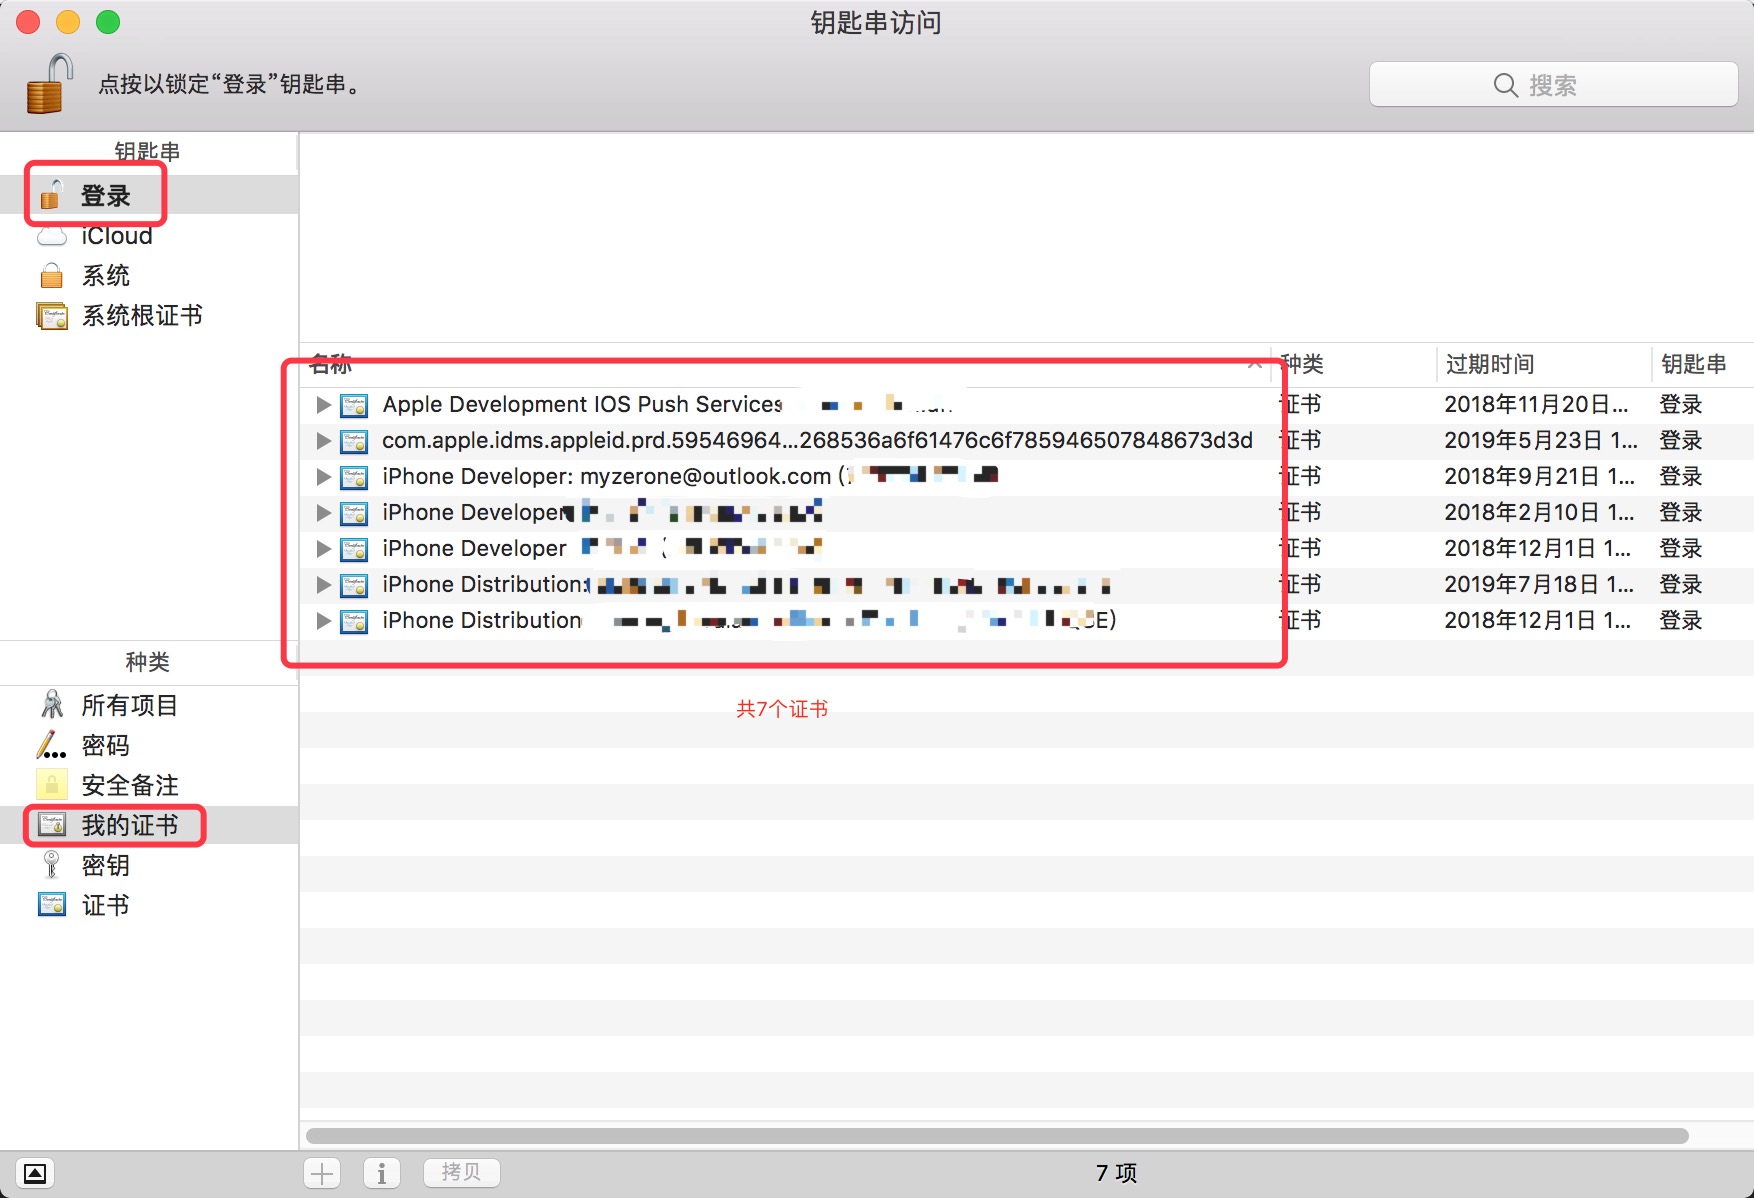 钥匙串访问
点按以锁定“登录”钥匙串。
搜索
钥匙串
登录
iCloud
系统
系统根证书
名称 种类 过期时间 钥匙串
Apple Development IOS Push Services 证书 2018年11月20日... 登录
com.apple.idms.appleid.prd.59546964...268536a6f61476c6f785946507848673d3d 证书 2019年5月23日 1... 登录
iPhone Developer: myzerone@outlook.com ( 证书 2018年9月21日 1... 登录
iPhone Developer 证书 2018年2月10日 1... 登录
iPhone Developer ( 证书 2018年12月1日 1... 登录
iPhone Distribution: 证书 2019年7月18日 1... 登录
iPhone Distribution E) 证书 2018年12月1日 1... 登录
共7个证书
种类
所有项目
密码
安全备注
我的证书
密钥
证书
拷贝
7 项